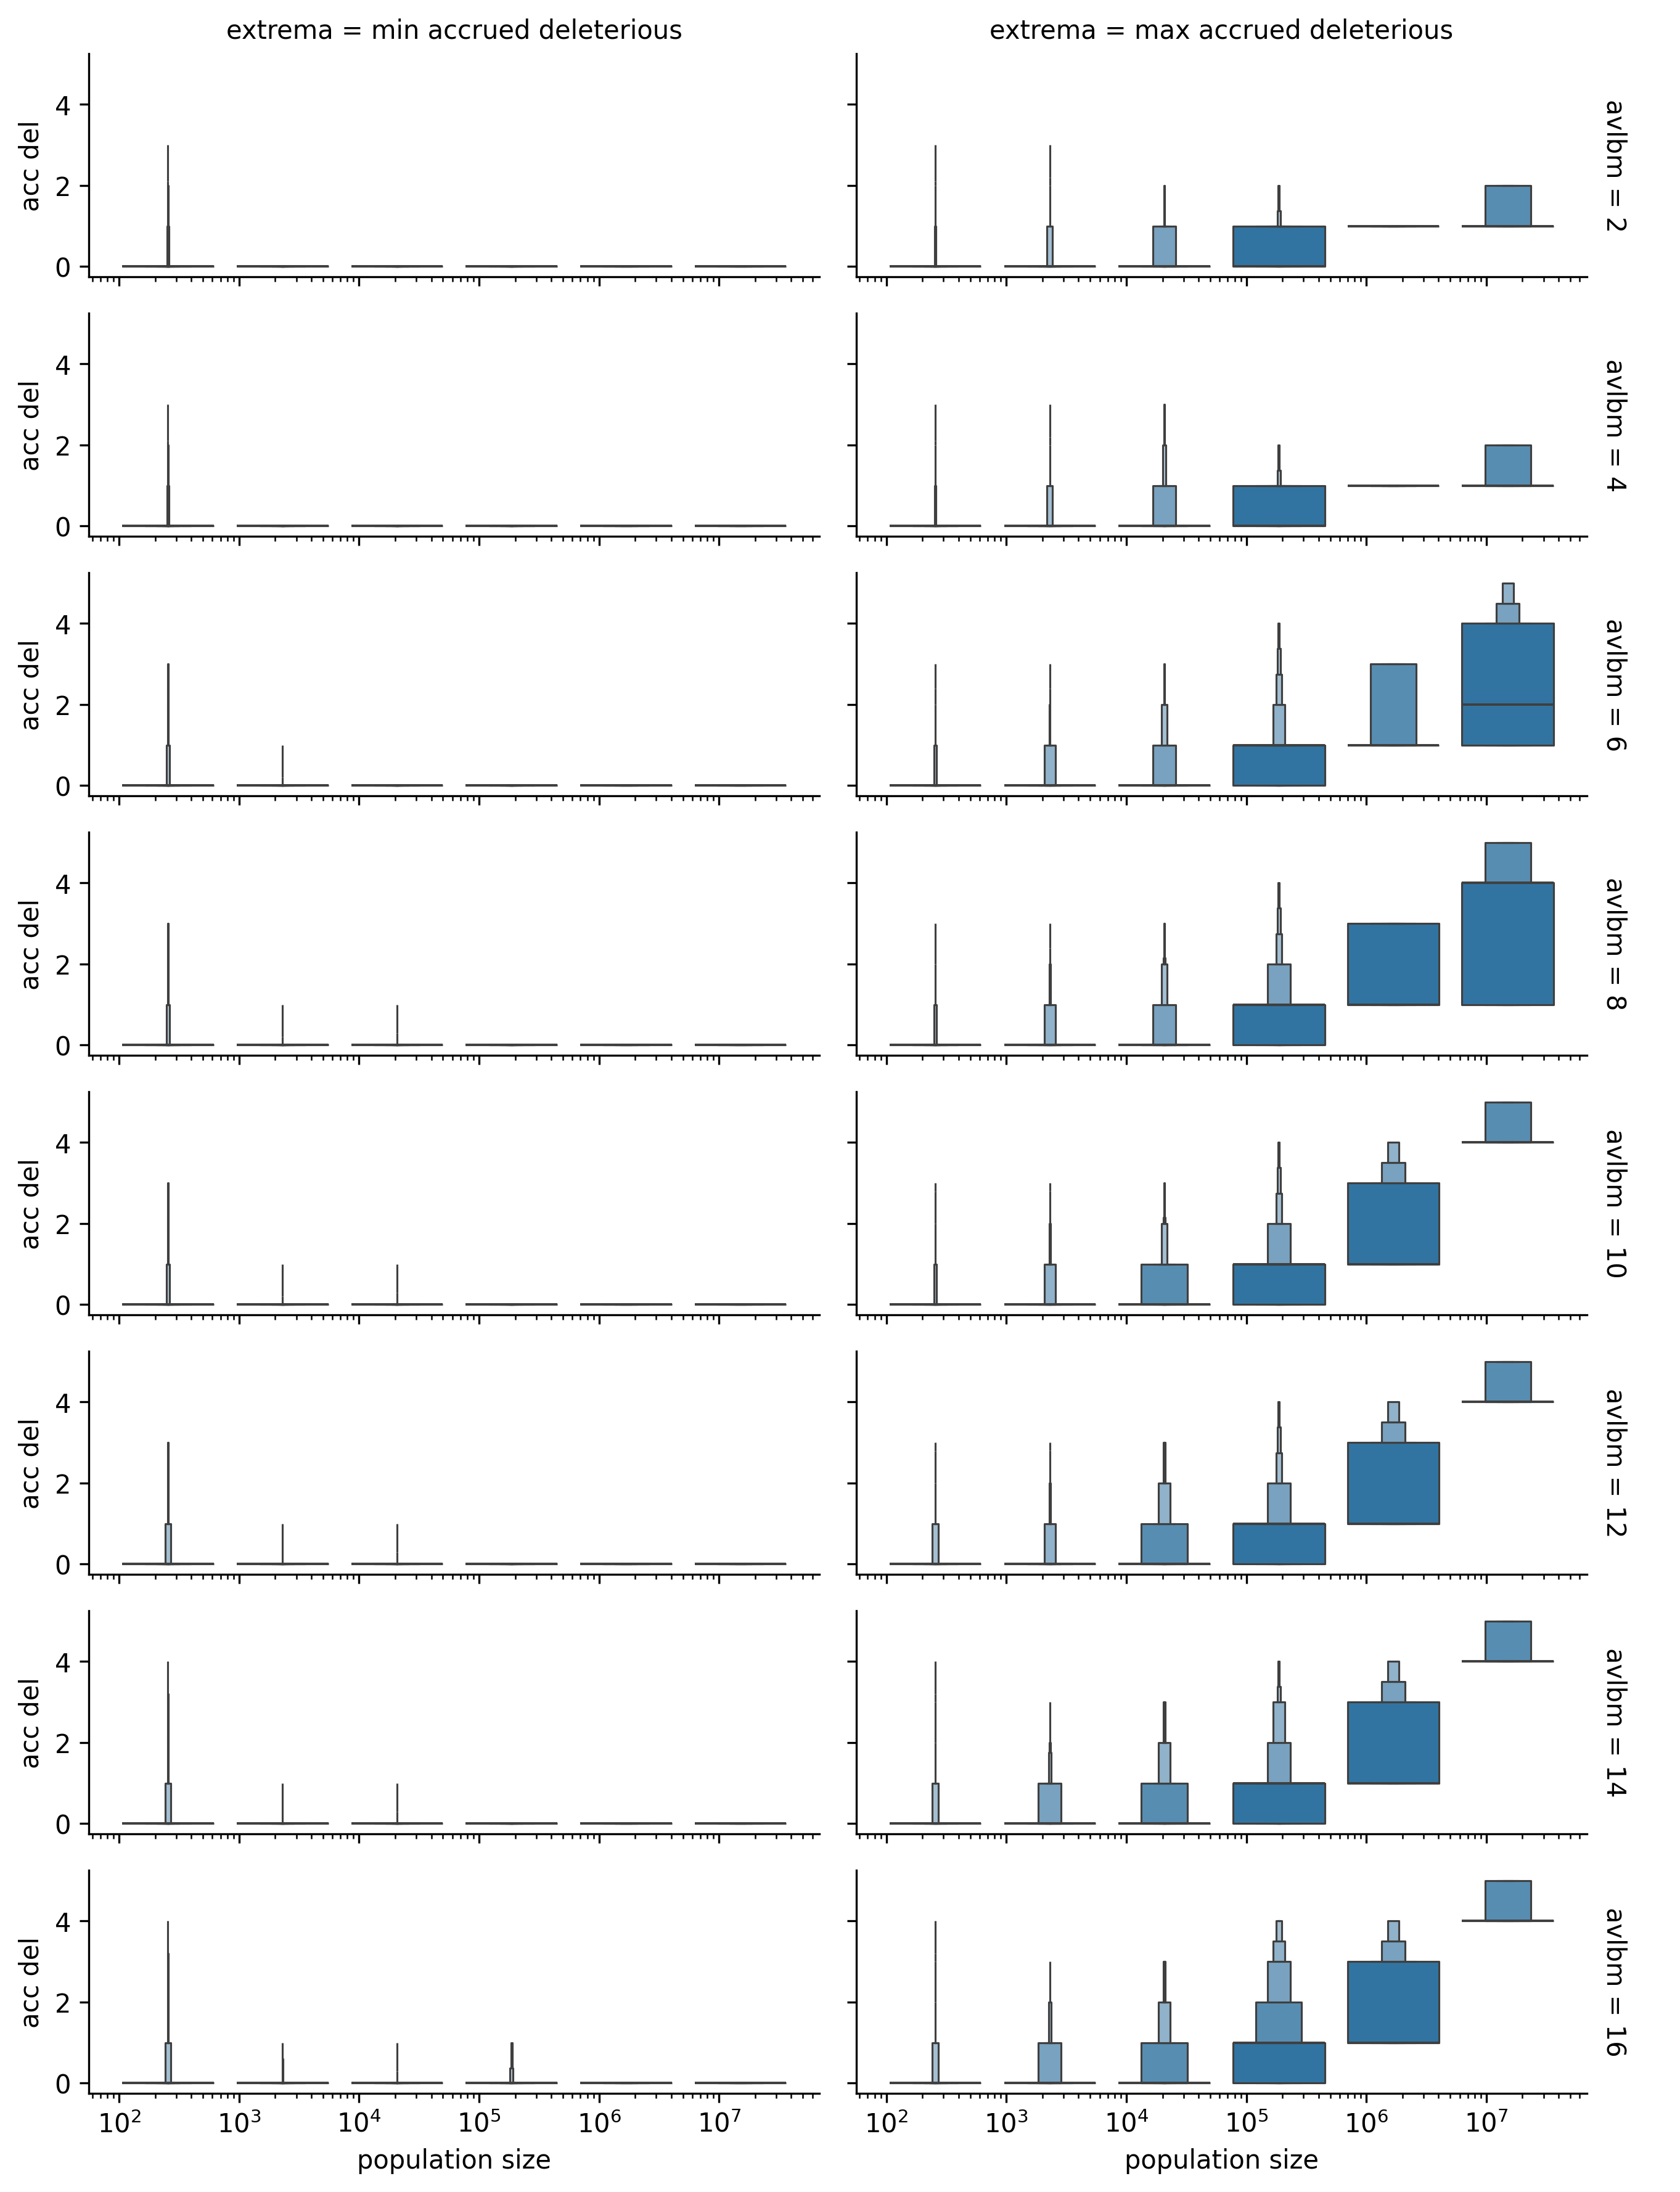 extrema = min accrued deleterious
extrema = max accrued deleterious
acc del
4
2
0
avlbm = 2
acc del
4
2
0
avlbm = 4
acc del
4
2
0
avlbm = 6
acc del
4
2
0
avlbm = 8
acc del
4
2
0
avlbm = 10
acc del
4
2
0
avlbm = 12
acc del
4
2
0
avlbm = 14
acc del
4
2
0
avlbm = 16
10² 10³ 10⁴ 10⁵ 10⁶ 10⁷
population size
10² 10³ 10⁴ 10⁵ 10⁶ 10⁷
population size